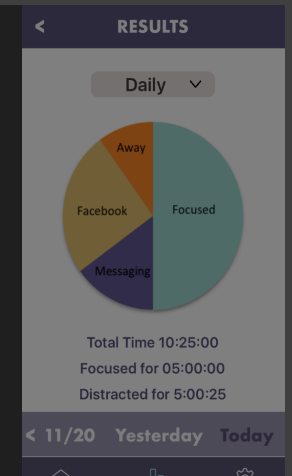 < RESULTS
Daily
Away
Facebook
Focused
Messaging
Total Time 10:25:00
Focused for 05:00:00
Distracted for 5:00:25
< 11/20 Yesterday Today